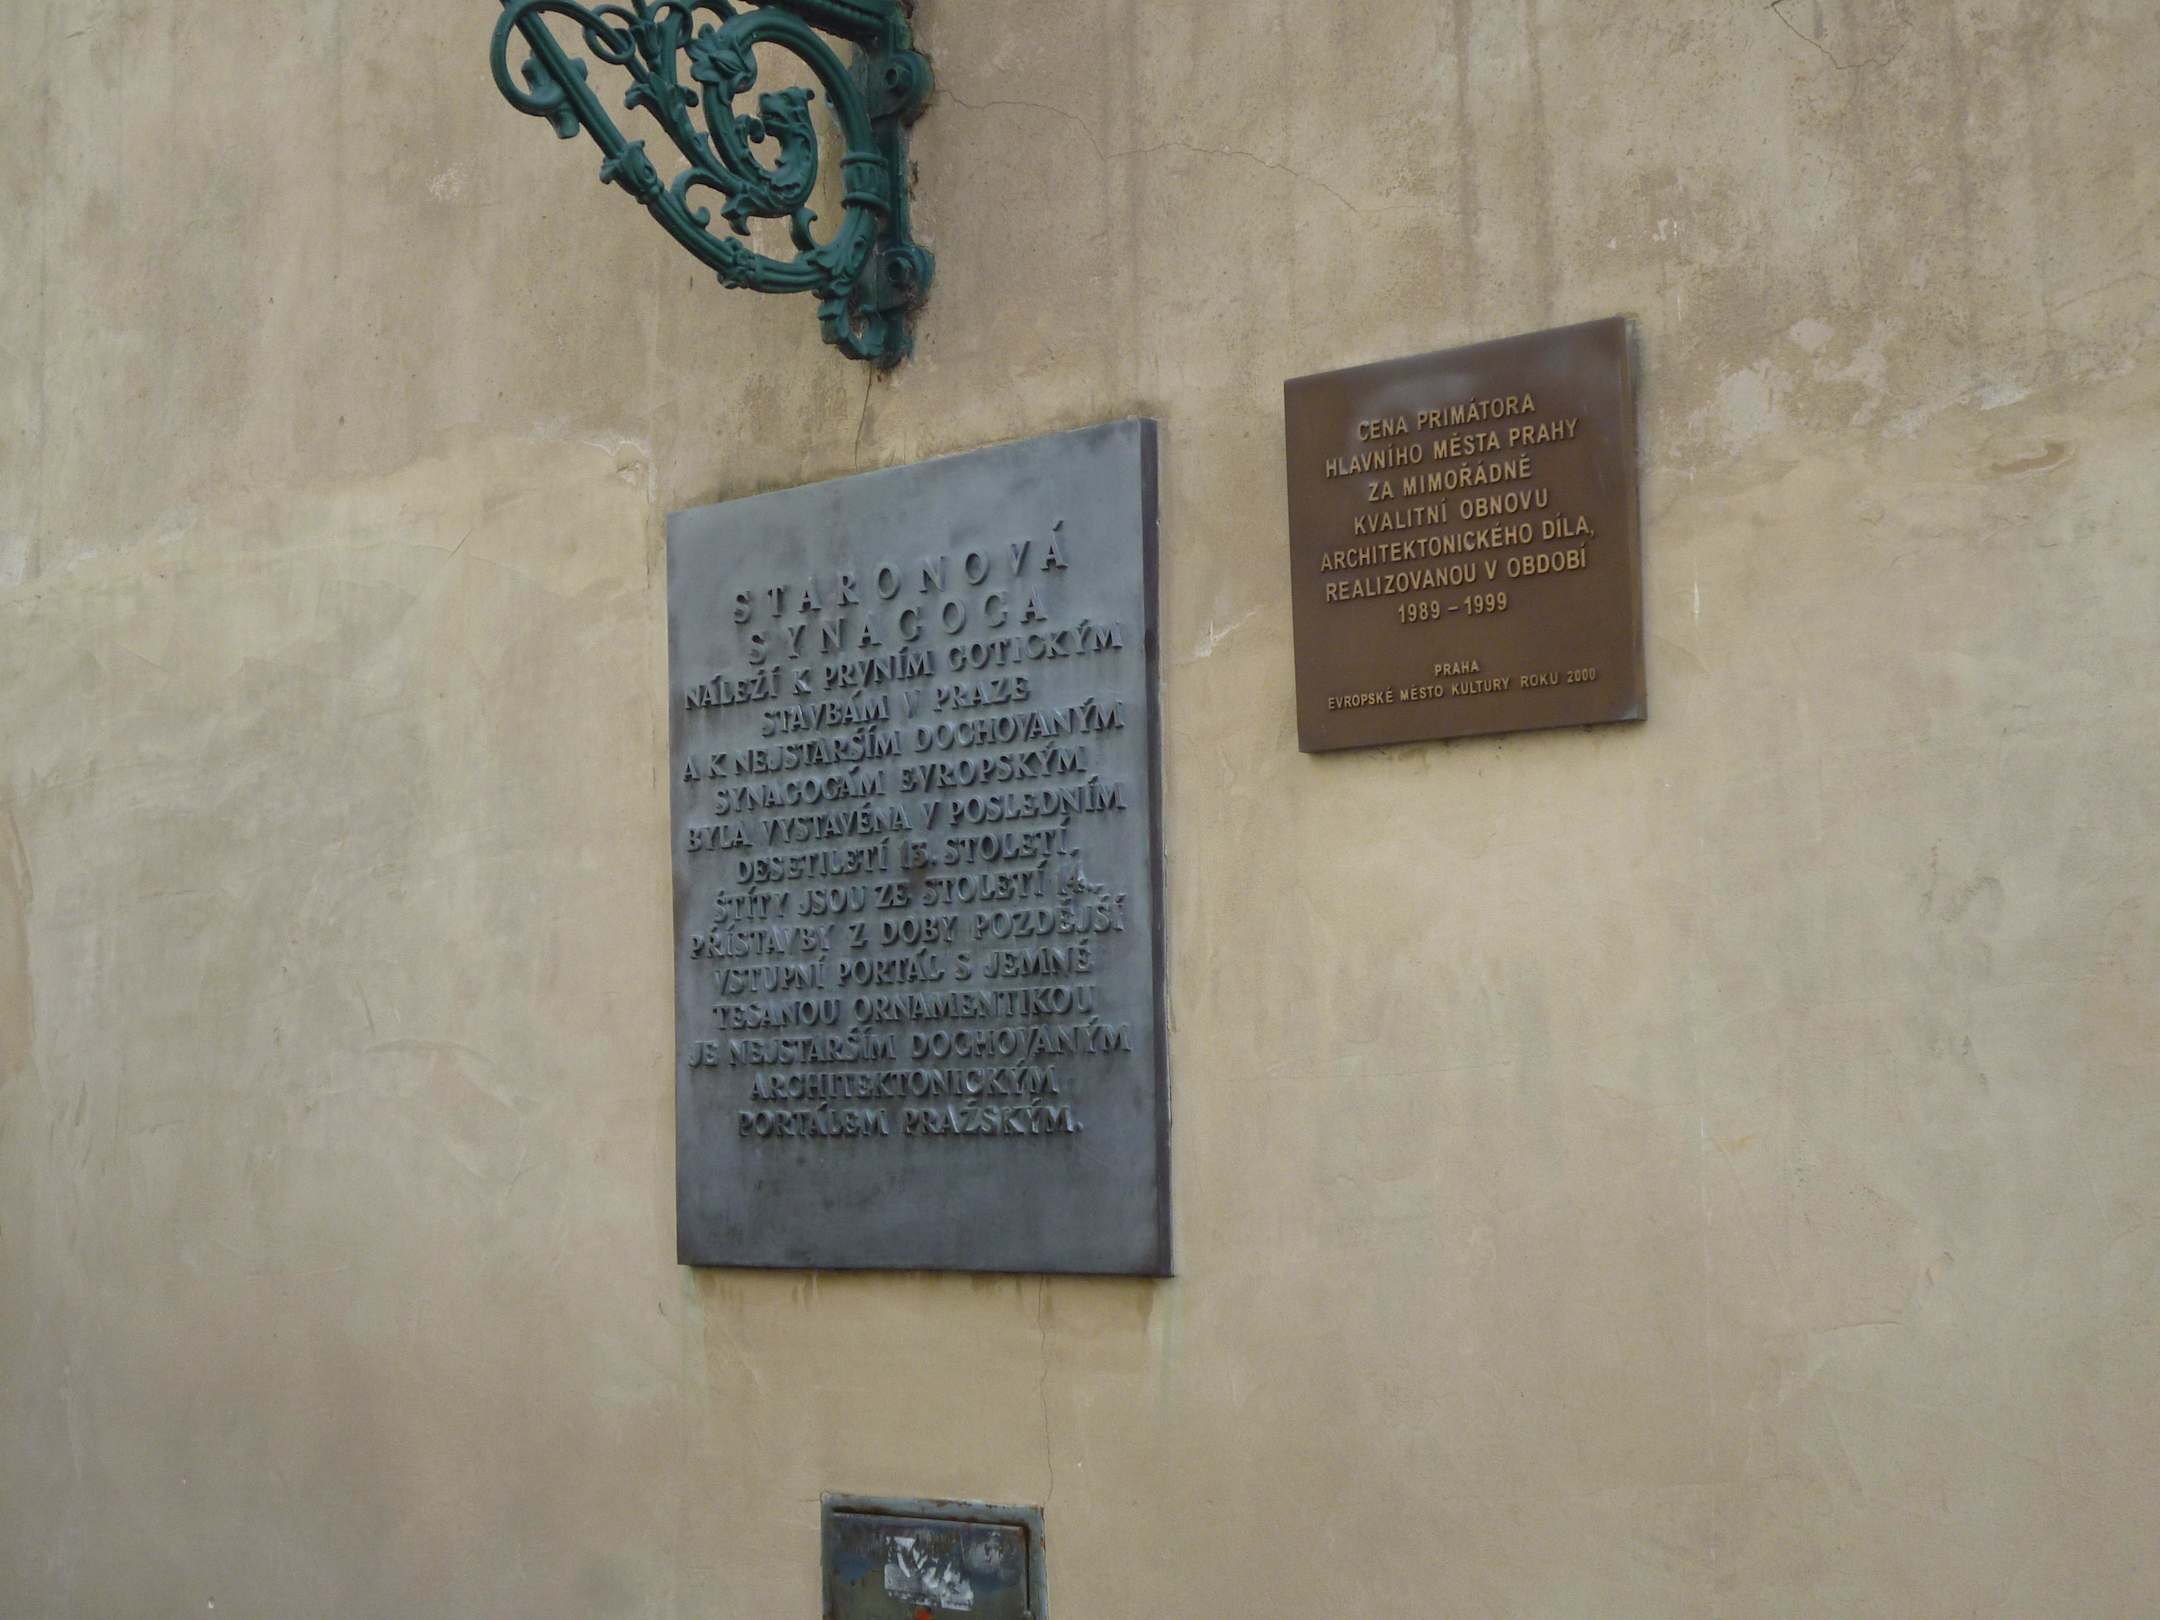 STARONOVÁ
SYNAGOGA
NÁLEŽÍ K PRVNÍM GOTICKÝM
STAVBÁM V PRAZE
A K NEJSTARŠÍM DOCHOVANÝM
SYNAGOGÁM EVROPSKÝM
BYLA VYSTAVĚNA V POSLEDNÍM
DESETILETÍ 13. STOLETÍ,
ŠTÍTY JSOU ZE STOLETÍ 14.,
PŘÍSTAVBY Z DOBY POZDĚJŠÍ
VSTUPNÍ PORTÁL S JEMNĚ
TESANOU ORNAMENTIKOU
JE NEJSTARŠÍM DOCHOVANÝM
ARCHITEKTONICKÝM
PORTÁLEM PRAŽSKÝM.
CENA PRIMÁTORA
HLAVNÍHO MĚSTA PRAHY
ZA MIMOŘÁDNĚ
KVALITNÍ OBNOVU
ARCHITEKTONICKÉHO DÍLA,
REALIZOVANOU V OBDOBÍ
1989 – 1999
PRAHA
EVROPSKÉ MĚSTO KULTURY ROKU 2000